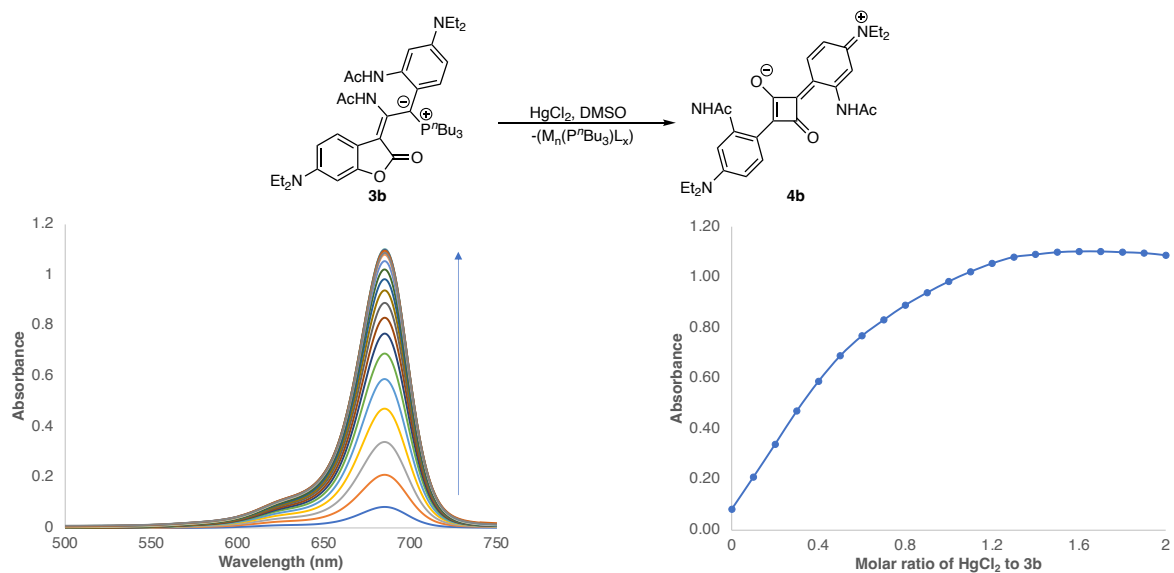 NEt₂
AcHN
AcHN
⊖
⊕
PⁿBu₃
O
O
Et₂N
3b
HgCl₂, DMSO
-(Mₙ(PⁿBu₃)Lₓ)
⊕
NEt₂
⊖
O
NHAc
NHAc
O
Et₂N
4b
1.2
1
0.8
0.6
0.4
0.2
0
Absorbance
500 550 600 650 700 750
Wavelength (nm)
1.20
1.00
0.80
0.60
0.40
0.20
0.00
Absorbance
0 0.4 0.8 1.2 1.6 2
Molar ratio of HgCl₂ to 3b